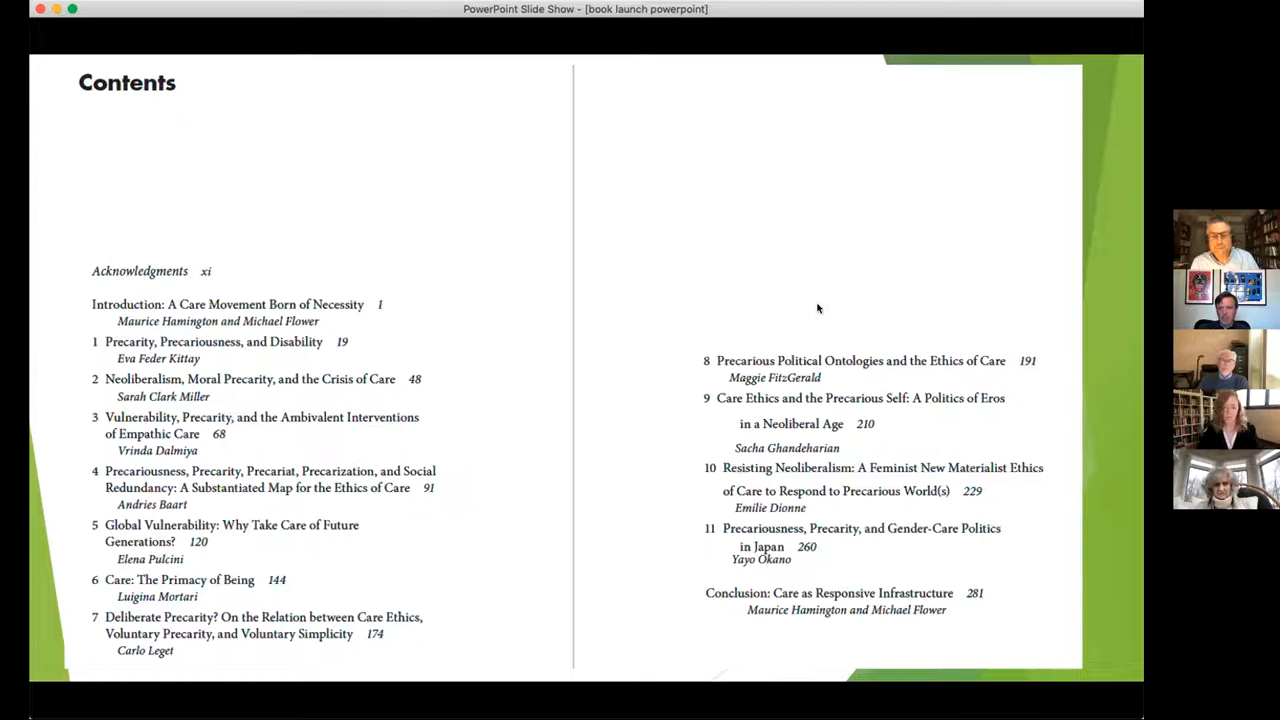 PowerPoint Slide Show - [book launch powerpoint]
Contents
Acknowledgments xi
Introduction: A Care Movement Born of Necessity 1
Maurice Hamington and Michael Flower
1 Precarity, Precariousness, and Disability 19
Eva Feder Kittay
2 Neoliberalism, Moral Precarity, and the Crisis of Care 48
Sarah Clark Miller
3 Vulnerability, Precarity, and the Ambivalent Interventions
of Empathic Care 68
Vrinda Dalmiya
4 Precariousness, Precarity, Precariat, Precarization, and Social
Redundancy: A Substantiated Map for the Ethics of Care 91
Andries Baart
5 Global Vulnerability: Why Take Care of Future
Generations? 120
Elena Pulcini
6 Care: The Primacy of Being 144
Luigina Mortari
7 Deliberate Precarity? On the Relation between Care Ethics,
Voluntary Precarity, and Voluntary Simplicity 174
Carlo Leget
8 Precarious Political Ontologies and the Ethics of Care 191
Maggie FitzGerald
9 Care Ethics and the Precarious Self: A Politics of Eros
in a Neoliberal Age 210
Sacha Ghandeharian
10 Resisting Neoliberalism: A Feminist New Materialist Ethics
of Care to Respond to Precarious World(s) 229
Emilie Dionne
11 Precariousness, Precarity, and Gender-Care Politics
in Japan 260
Yayo Okano
Conclusion: Care as Responsive Infrastructure 281
Maurice Hamington and Michael Flower